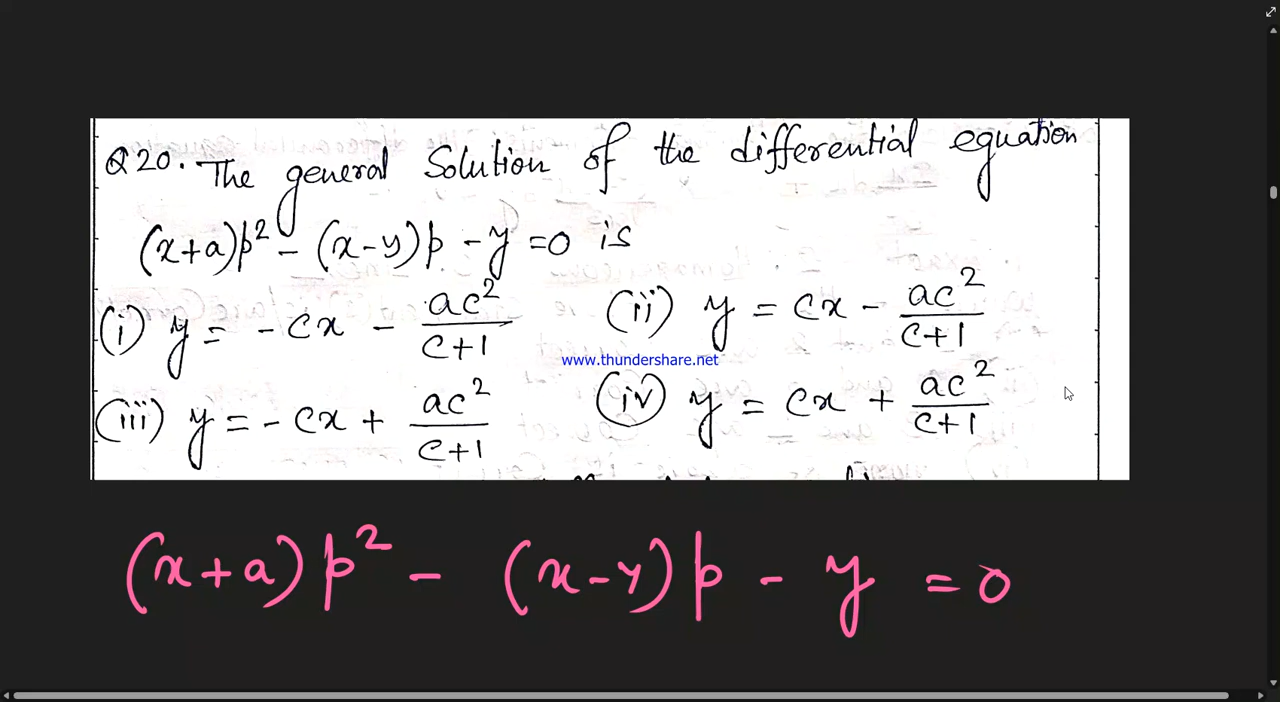 Q20. The general Solution of the differential equation
(x+a)p² - (x-y)p - y = 0 is
(i) y = -cx - ac²/c+1 (ii) y = cx - ac²/c+1
www.thundershare.net
(iii) y = -cx + ac²/c+1 (iv) y = cx + ac²/c+1
(x+a)p² - (x-y)p - y = 0